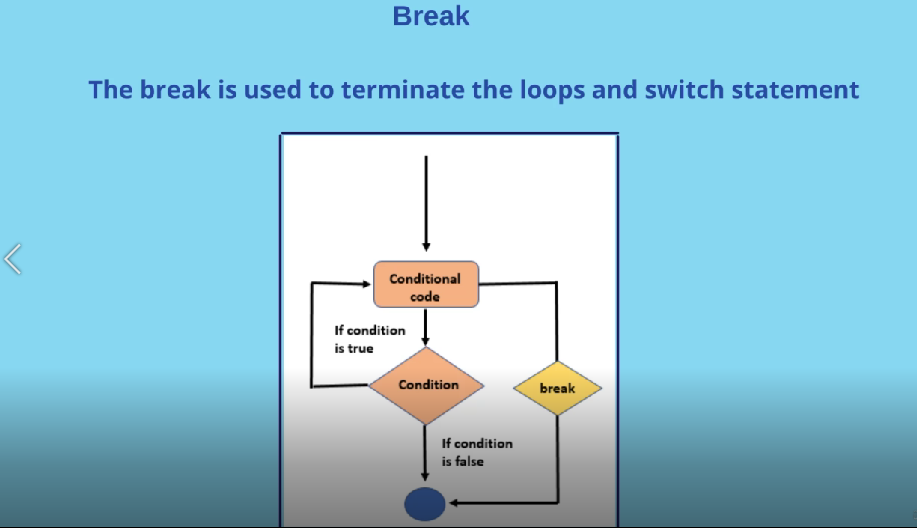 Break
The break is used to terminate the loops and switch statement
Conditional
code
If condition
is true
Condition
break
If condition
is false